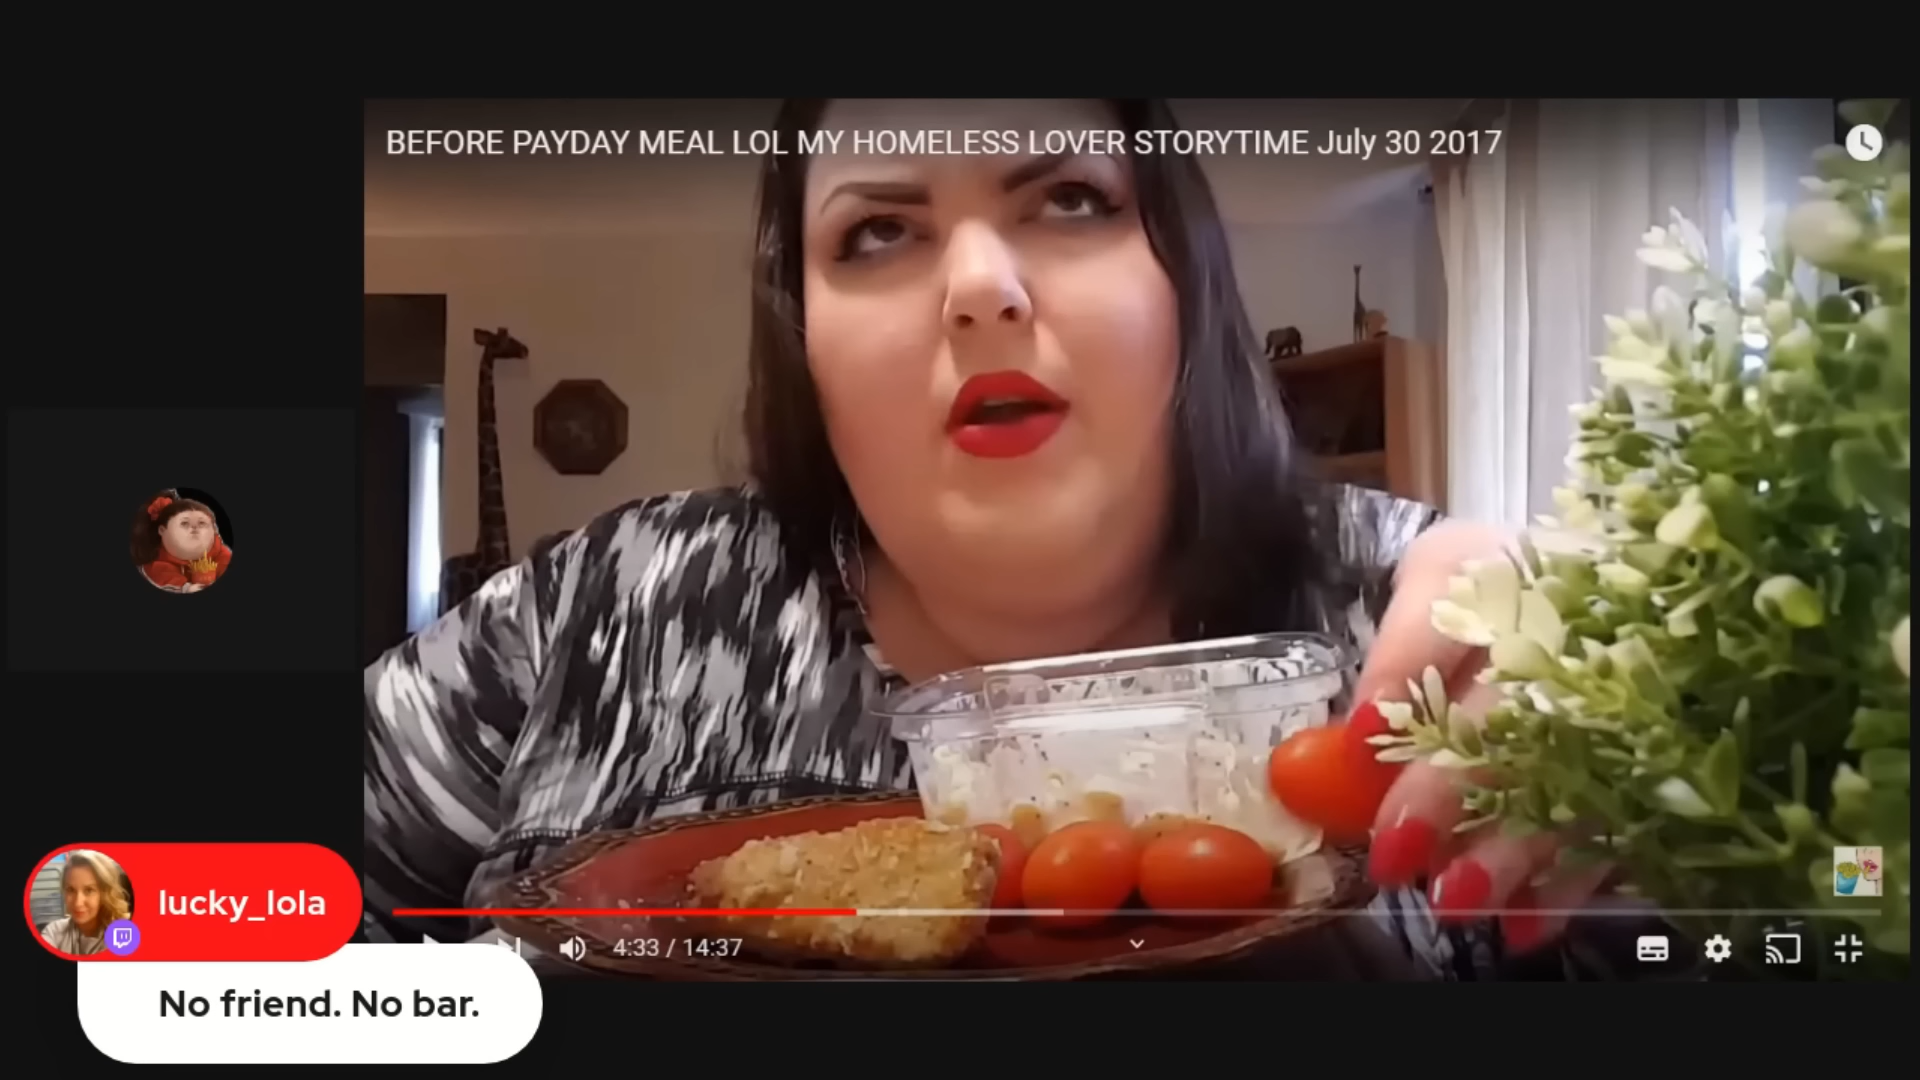 BEFORE PAYDAY MEAL LOL MY HOMELESS LOVER STORYTIME July 30 2017
lucky_lola
4:33 / 14:37
No friend. No bar.